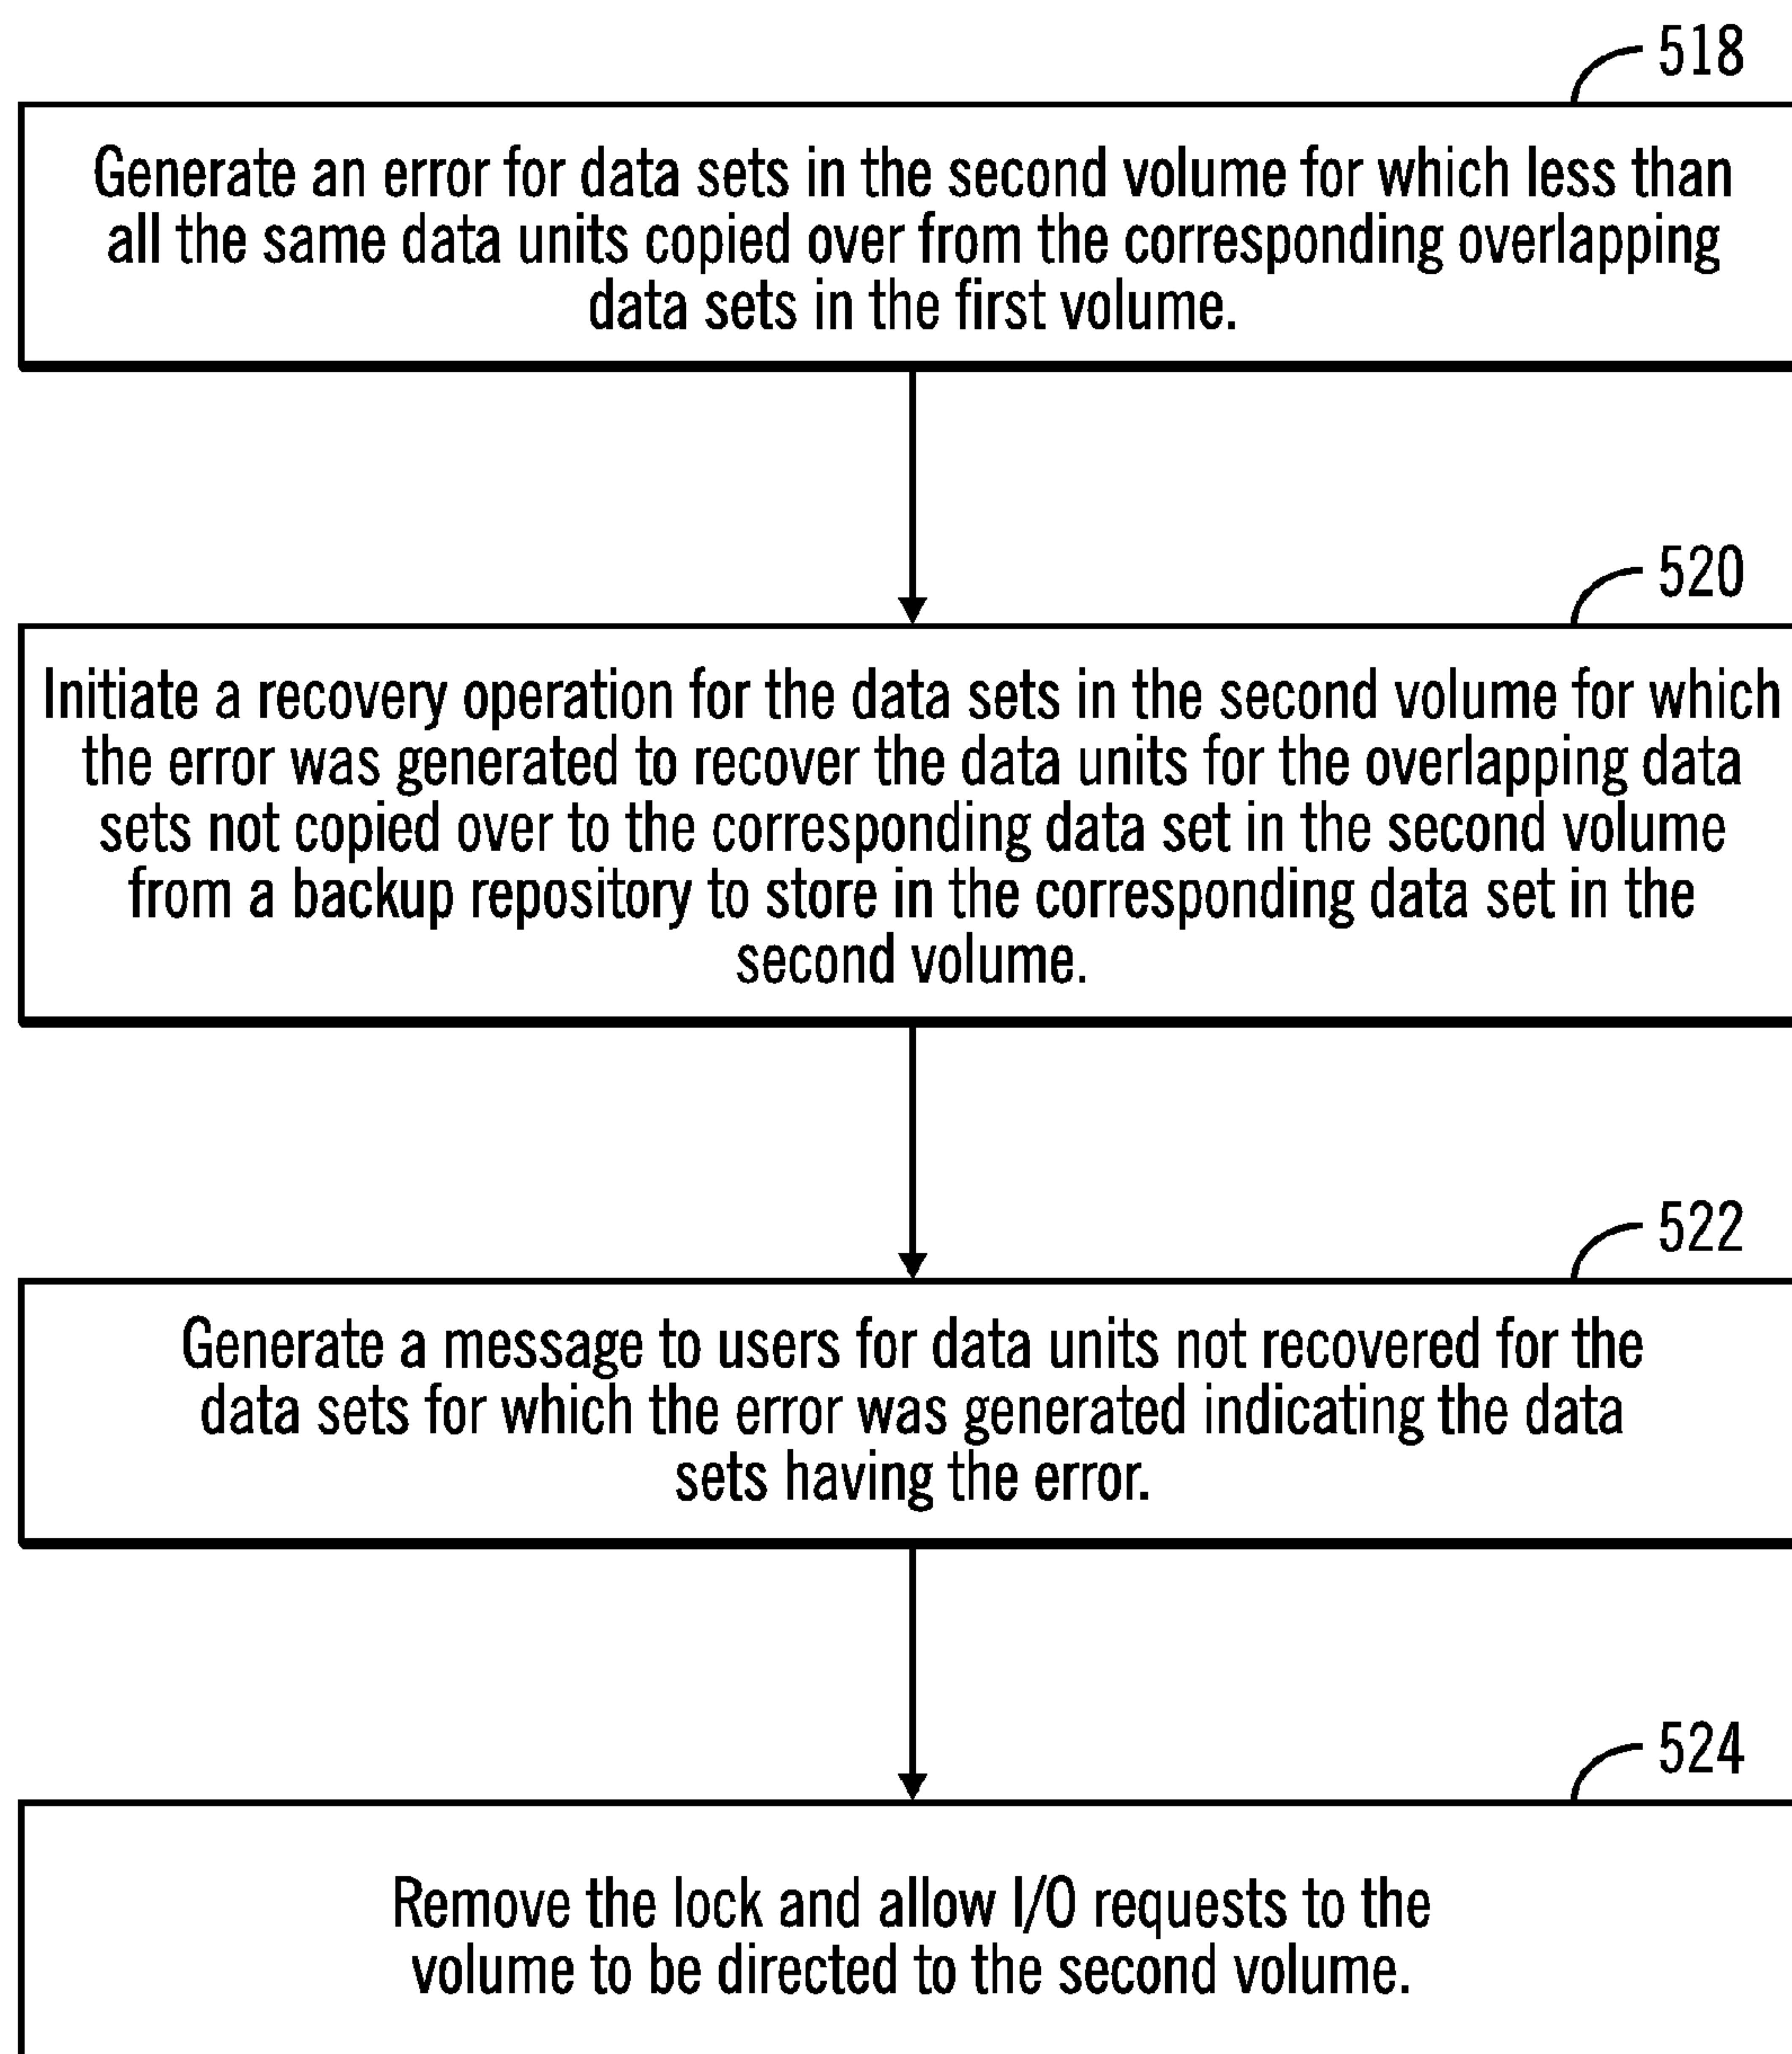 518
Generate an error for data sets in the second volume for which less than
all the same data units copied over from the corresponding overlapping
data sets in the first volume.
520
Initiate a recovery operation for the data sets in the second volume for which
the error was generated to recover the data units for the overlapping data
sets not copied over to the corresponding data set in the second volume
from a backup repository to store in the corresponding data set in the
second volume.
522
Generate a message to users for data units not recovered for the
data sets for which the error was generated indicating the data
sets having the error.
524
Remove the lock and allow I/O requests to the
volume to be directed to the second volume.